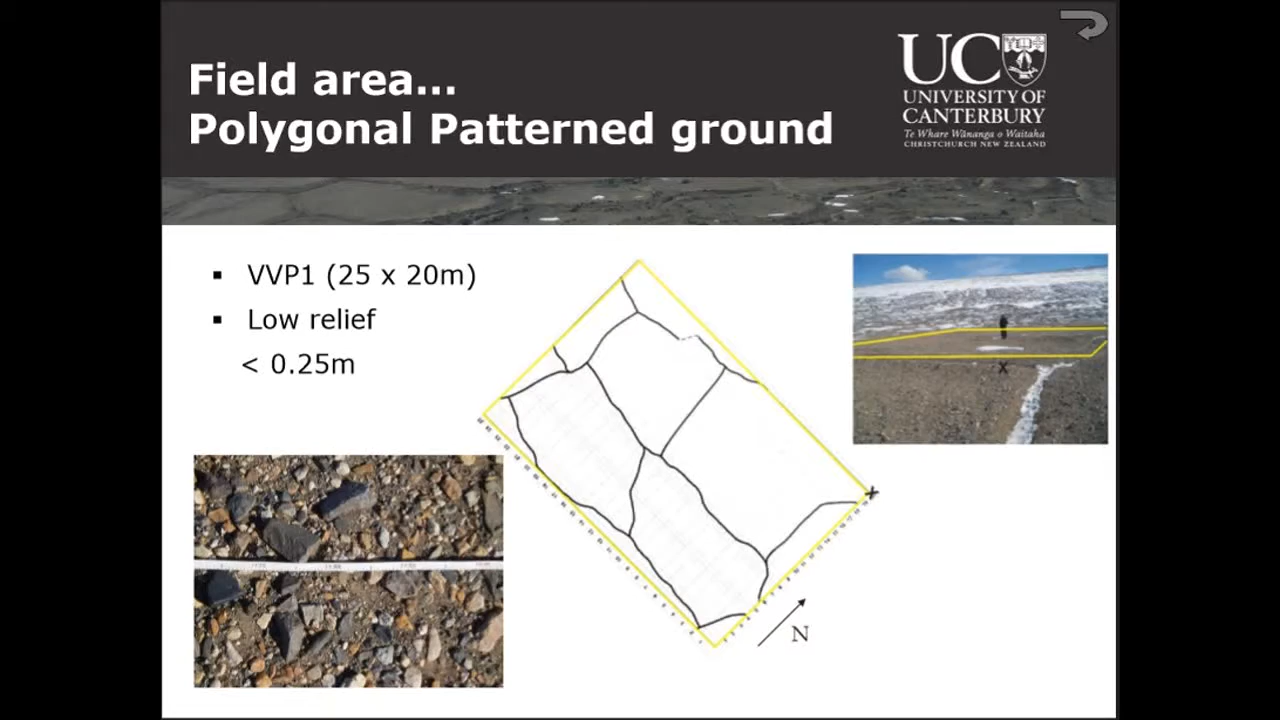 Field area...
Polygonal Patterned ground
UC
UNIVERSITY OF
CANTERBURY
Te Whare Wānanga o Waitaha
CHRISTCHURCH NEW ZEALAND
▪ VVP1 (25 x 20m)
▪ Low relief
< 0.25m
X
X
N